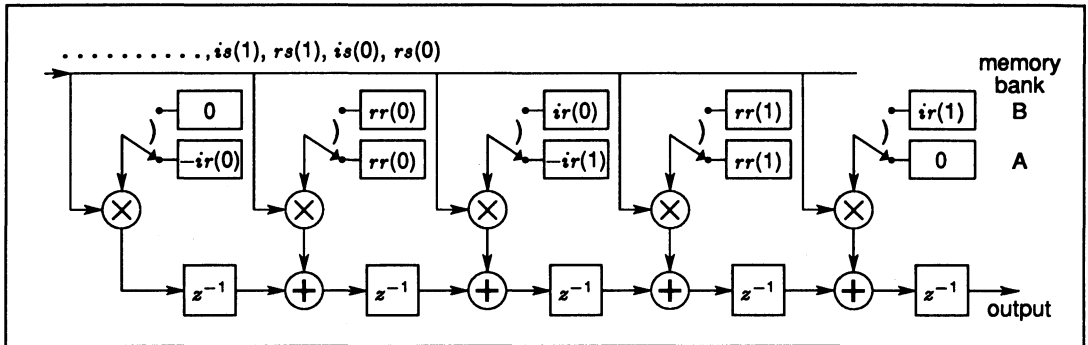 . . . . . . . . . . , is(1), rs(1), is(0), rs(0)
memory
bank
0 rr(0) ir(0) rr(1) ir(1) B
−ir(0) rr(0) −ir(1) rr(1) 0 A
× × × × ×
z⁻¹ + z⁻¹ + z⁻¹ + z⁻¹ + z⁻¹
output